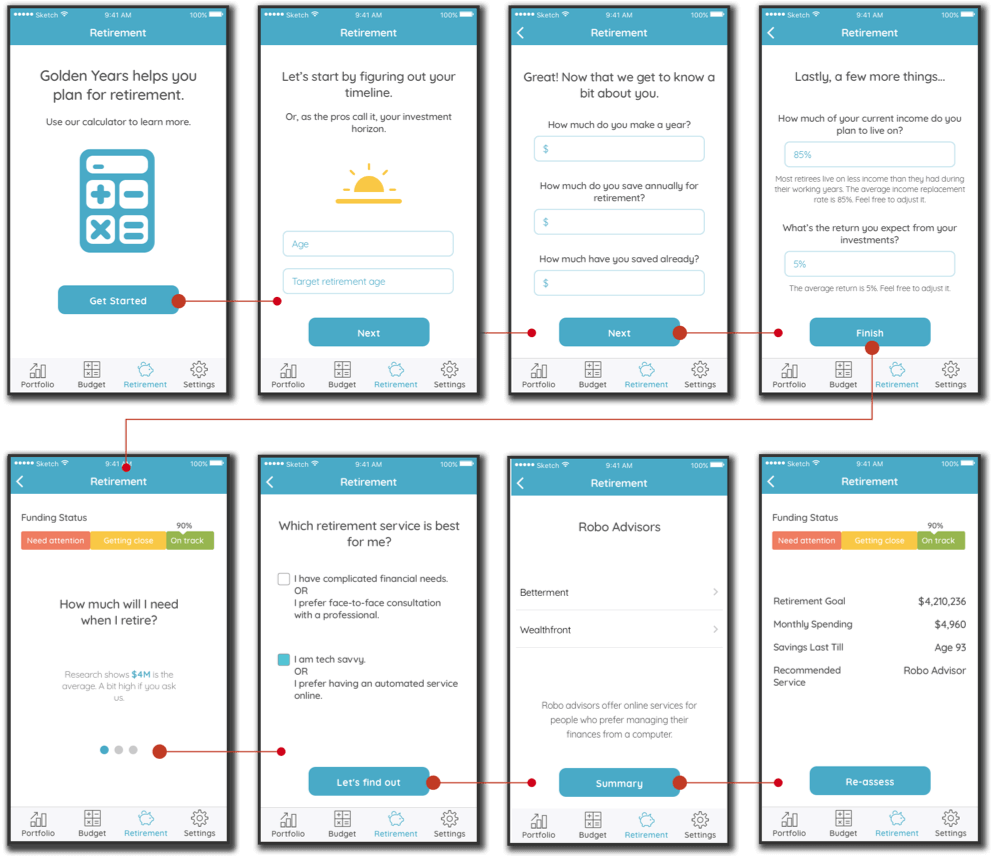 Sketch 9:41 AM 100%
Retirement
Golden Years helps you
plan for retirement.
Use our calculator to learn more.
Get Started
Portfolio Budget Retirement Settings
Sketch 9:41 AM 100%
Retirement
Let's start by figuring out your
timeline.
Or, as the pros call it, your investment
horizon.
Age
Target retirement age
Next
Portfolio Budget Retirement Settings
Sketch 9:41 AM 100%
Retirement
Great! Now that we get to know a
bit about you.
How much do you make a year?
$
How much do you save annually for
retirement?
$
How much have you saved already?
$
Next
Portfolio Budget Retirement Settings
Sketch 9:41 AM 100%
Retirement
Lastly, a few more things...
How much of your current income do you
plan to live on?
85%
Most retirees live on less income than they had during
their working years. The average income replacement
rate is 85%. Feel free to adjust it.
What's the return you expect from your
investments?
5%
The average return is 5%. Feel free to adjust it.
Finish
Portfolio Budget Retirement Settings
Sketch 9:41 AM 100%
Retirement
Funding Status
90%
Need attention Getting close On track
How much will I need
when I retire?
Research shows $4M is the
average. A bit high if you ask
us.
Portfolio Budget Retirement Settings
Sketch 9:41 AM 100%
Retirement
Which retirement service is best
for me?
I have complicated financial needs.
OR
I prefer face-to-face consultation
with a professional.
I am tech savvy.
OR
I prefer having an automated service
online.
Let's find out
Portfolio Budget Retirement Settings
Sketch 9:41 AM 100%
Retirement
Robo Advisors
Betterment
Wealthfront
Robo advisors offer online services for
people who prefer managing their
finances from a computer.
Summary
Portfolio Budget Retirement Settings
Sketch 9:41 AM 100%
Retirement
Funding Status
90%
Need attention Getting close On track
Retirement Goal $4,210,236
Monthly Spending $4,960
Savings Last Till Age 93
Recommended Robo Advisor
Service
Re-assess
Portfolio Budget Retirement Settings